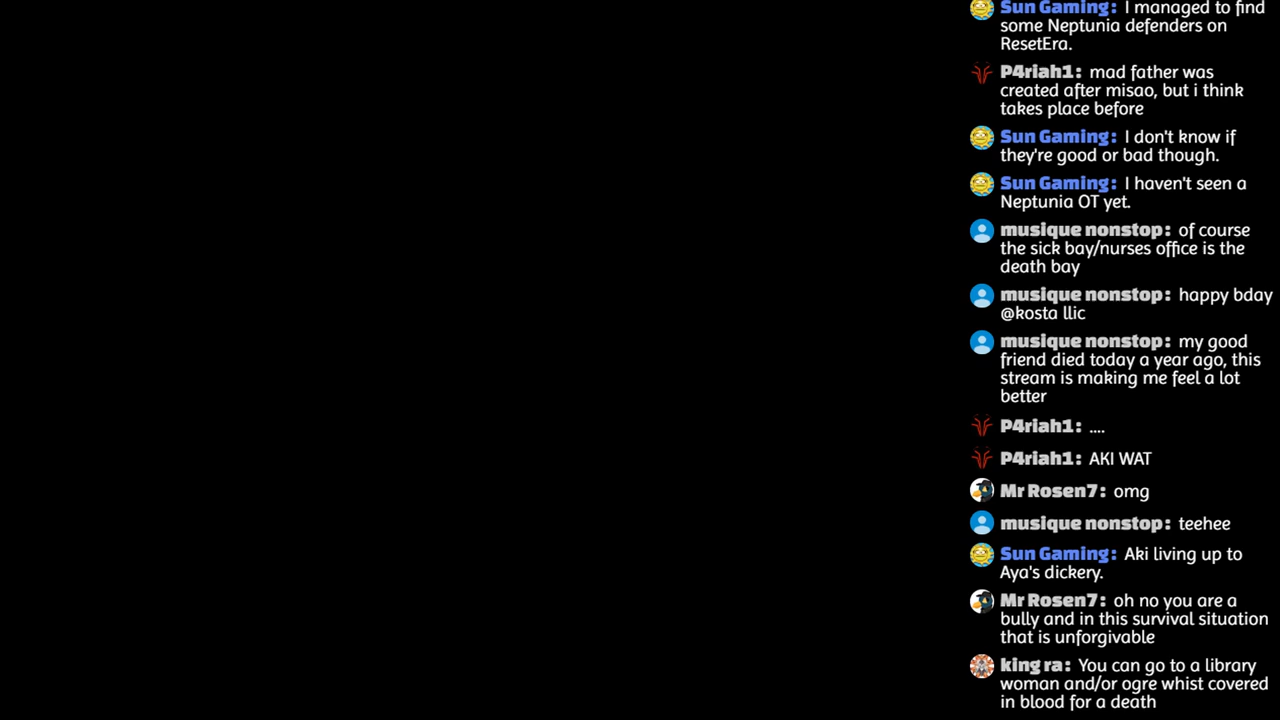 Sun Gaming: I managed to find
some Neptunia defenders on
ResetEra.
P4riah1: mad father was
created after misao, but i think
takes place before
Sun Gaming: I don't know if
they're good or bad though.
Sun Gaming: I haven't seen a
Neptunia OT yet.
musique nonstop: of course
the sick bay/nurses office is the
death bay
musique nonstop: happy bday
@kosta llic
musique nonstop: my good
friend died today a year ago, this
stream is making me feel a lot
better
P4riah1: ....
P4riah1: AKI WAT
Mr Rosen7: omg
musique nonstop: teehee
Sun Gaming: Aki living up to
Aya's dickery.
Mr Rosen7: oh no you are a
bully and in this survival situation
that is unforgivable
king ra: You can go to a library
woman and/or ogre whist covered
in blood for a death